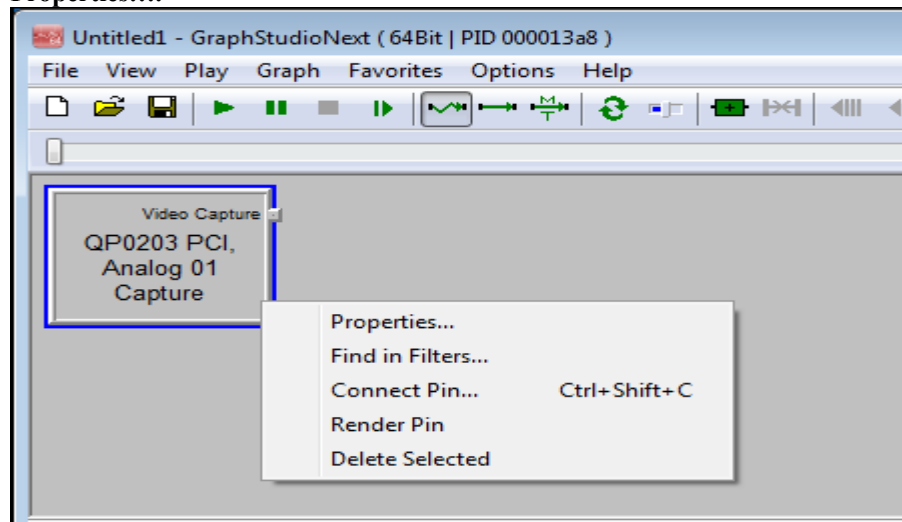 Untitled1 - GraphStudioNext ( 64Bit | PID 000013a8 )
File View Play Graph Favorites Options Help
M
T
Video Capture
QP0203 PCI,
Analog 01
Capture
Properties...
Find in Filters...
Connect Pin... Ctrl+Shift+C
Render Pin
Delete Selected